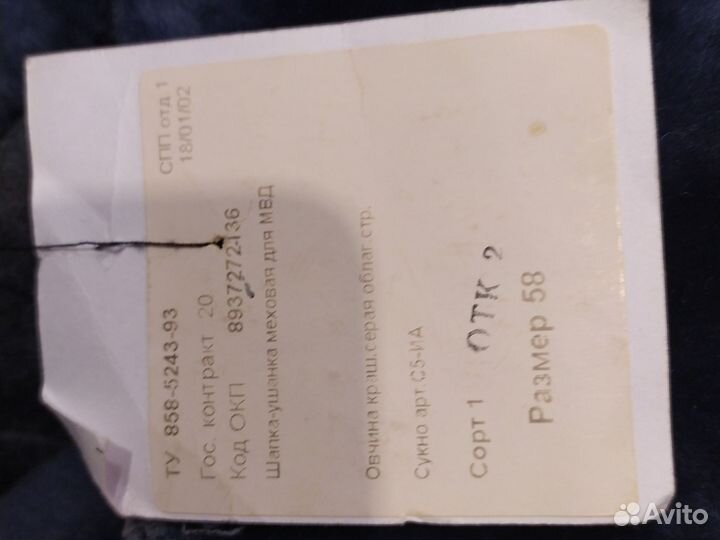 СПП отд 1
18/01/02
ТУ 858-5243-93
Гос. контракт 20
Код ОКП 8937272136
Шапка-ушанка меховая для МВД
Овчина краш.серая облаг.стр.
Сукно арт.С5-ИА
Сорт 1 ОТК 2
Размер 58
Avito